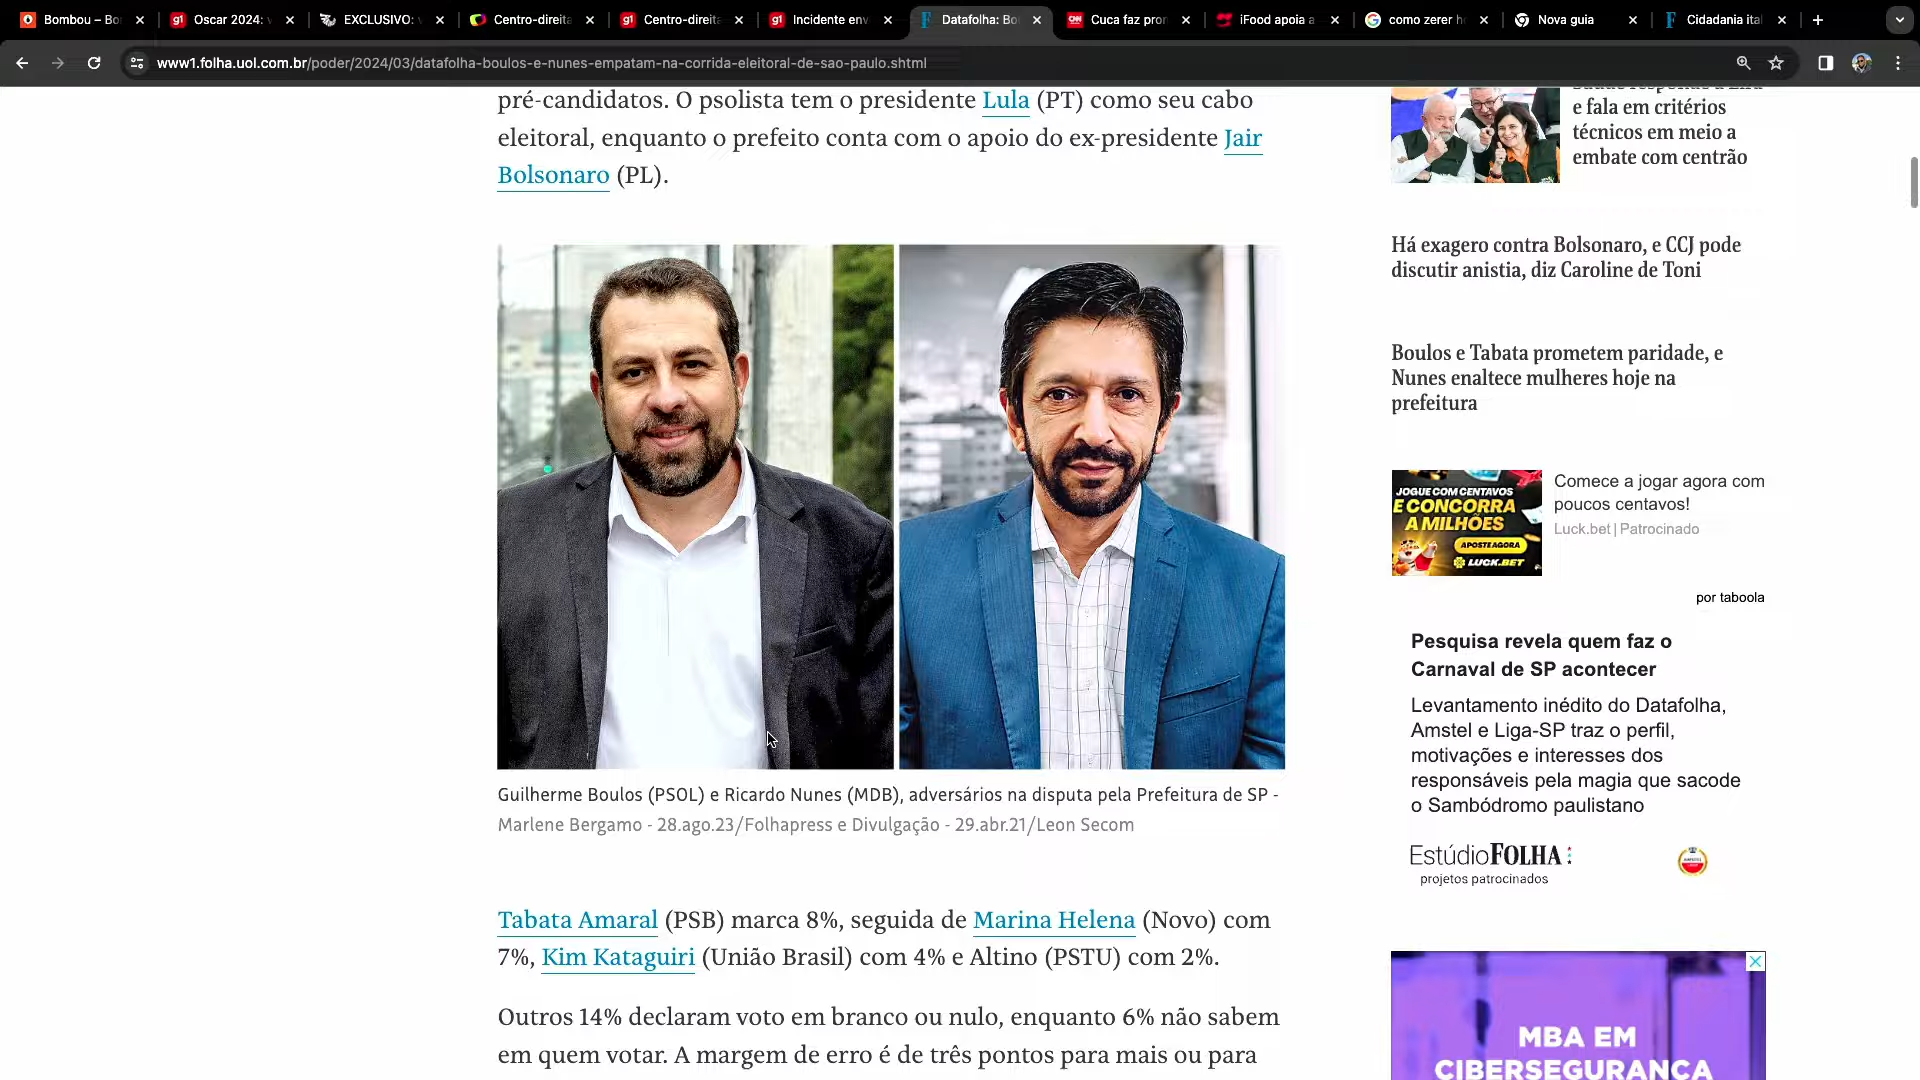 Bombou – Bo
Oscar 2024:
EXCLUSIVO:
Centro-direita
Centro-direita
Incidente env
Datafolha: Bo
Cuca faz pron
iFood apoia a
como zerer h
Nova guia
Cidadania ita
www1.folha.uol.com.br/poder/2024/03/datafolha-boulos-e-nunes-empatam-na-corrida-eleitoral-de-sao-paulo.shtml
pré-candidatos. O psolista tem o presidente Lula (PT) como seu cabo
eleitoral, enquanto o prefeito conta com o apoio do ex-presidente Jair
Bolsonaro (PL).
Guilherme Boulos (PSOL) e Ricardo Nunes (MDB), adversários na disputa pela Prefeitura de SP -
Marlene Bergamo - 28.ago.23/Folhapress e Divulgação - 29.abr.21/Leon Secom
Tabata Amaral (PSB) marca 8%, seguida de Marina Helena (Novo) com
7%, Kim Kataguiri (União Brasil) com 4% e Altino (PSTU) com 2%.
Outros 14% declaram voto em branco ou nulo, enquanto 6% não sabem
em quem votar. A margem de erro é de três pontos para mais ou para
e fala em critérios
técnicos em meio a
embate com centrão
Há exagero contra Bolsonaro, e CCJ pode
discutir anistia, diz Caroline de Toni
Boulos e Tabata prometem paridade, e
Nunes enaltece mulheres hoje na
prefeitura
JOGUE COM CENTAVOS
E CONCORRA
A MILHÕES
APOSTE AGORA
LUCK.BET
Comece a jogar agora com
poucos centavos!
Luck.bet | Patrocinado
por taboola
Pesquisa revela quem faz o
Carnaval de SP acontecer
Levantamento inédito do Datafolha,
Amstel e Liga-SP traz o perfil,
motivações e interesses dos
responsáveis pela magia que sacode
o Sambódromo paulistano
EstúdioFOLHA
projetos patrocinados
MBA EM
CIBERSEGURANÇA